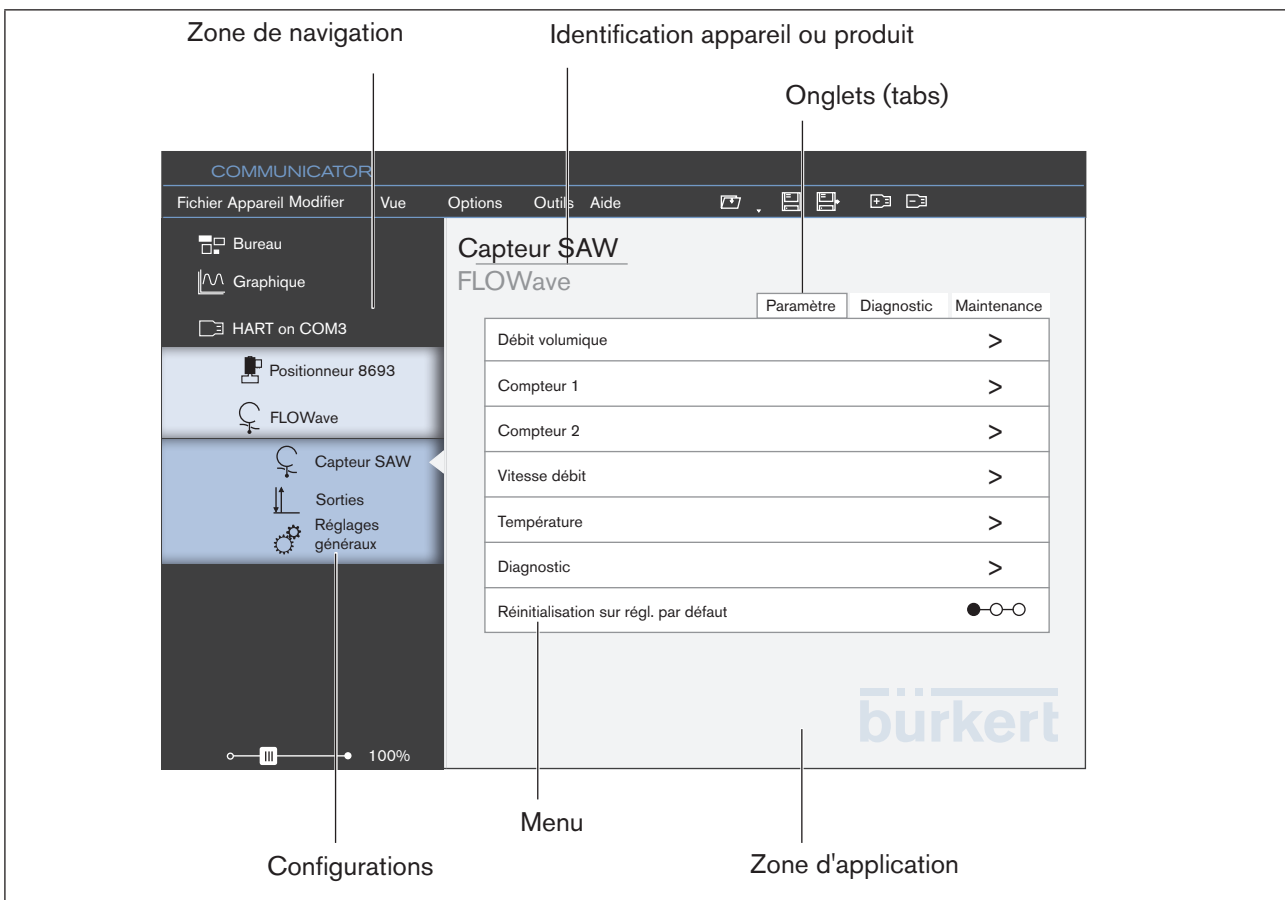 Zone de navigation
Identification appareil ou produit
Onglets (tabs)
COMMUNICATOR
Fichier Appareil Modifier Vue Options Outils Aide
Bureau
Graphique
HART on COM3
Positionneur 8693
FLOWave
Capteur SAW
Sorties
Réglages
généraux
100%
Capteur SAW
FLOWave
Paramètre Diagnostic Maintenance
Débit volumique >
Compteur 1 >
Compteur 2 >
Vitesse débit >
Température >
Diagnostic >
Réinitialisation sur régl. par défaut
bürkert
Menu
Configurations
Zone d'application